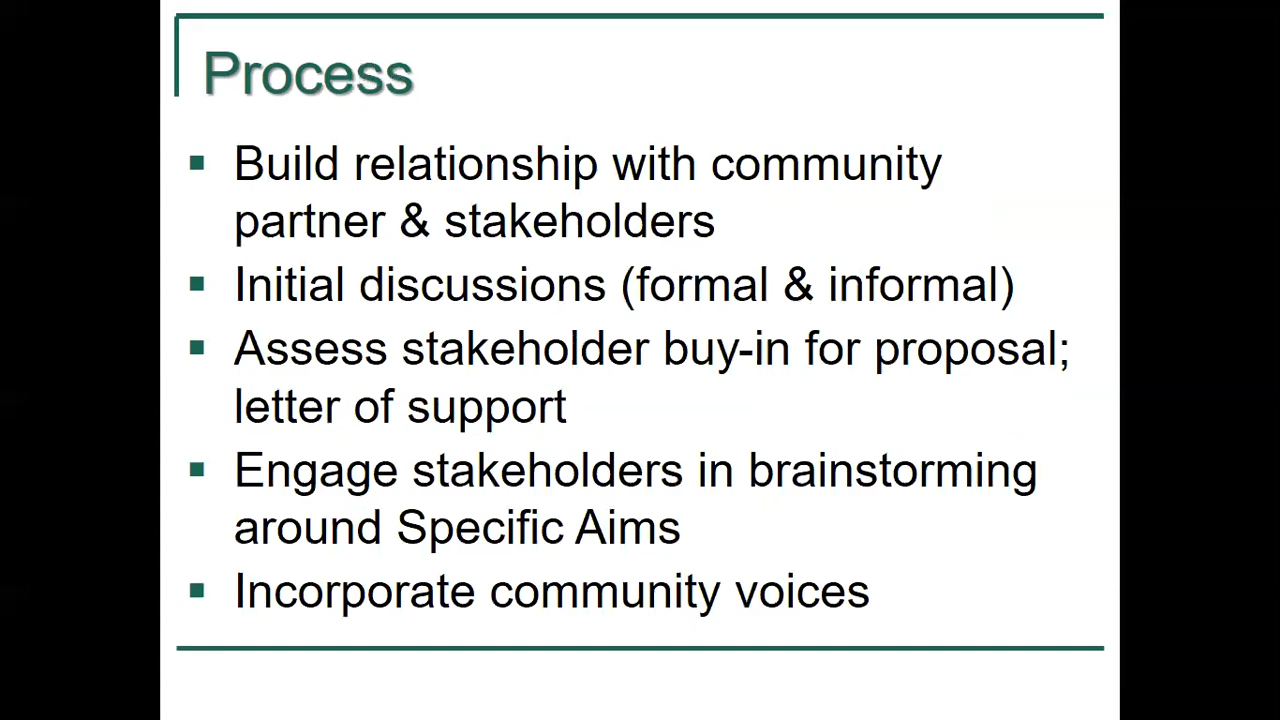 Process
▪ Build relationship with community
partner & stakeholders
▪ Initial discussions (formal & informal)
▪ Assess stakeholder buy-in for proposal;
letter of support
▪ Engage stakeholders in brainstorming
around Specific Aims
▪ Incorporate community voices